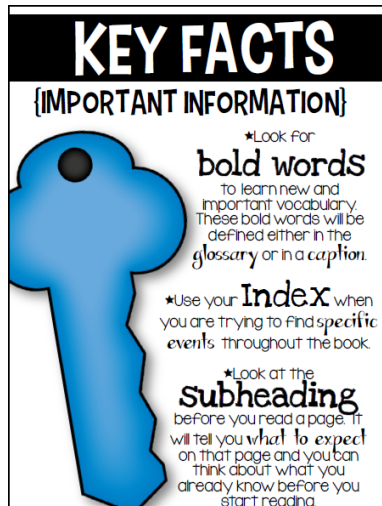 KEY FACTS
{IMPORTANT INFORMATION}
★Look for
bold words
to learn new and
important vocabulary.
These bold words will be
defined either in the
glossary or in a caption.
★Use your Index when
you are trying to find specific
events throughout the book.
★Look at the
subheading
before you read a page. It
will tell you what to expect
on that page and you can
think about what you
already know before you
start reading.